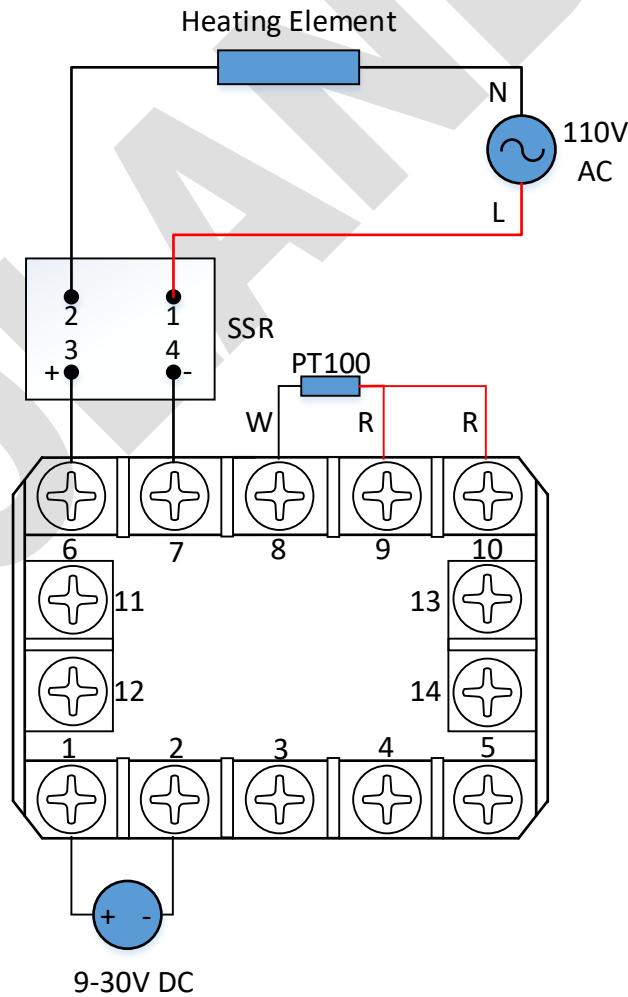 Heating Element
N
110V
AC
L
2 1
3 4
+ -
SSR
PT100
W R R
6 7 8 9 10
11 13
12 14
1 2 3 4 5
+ -
9-30V DC